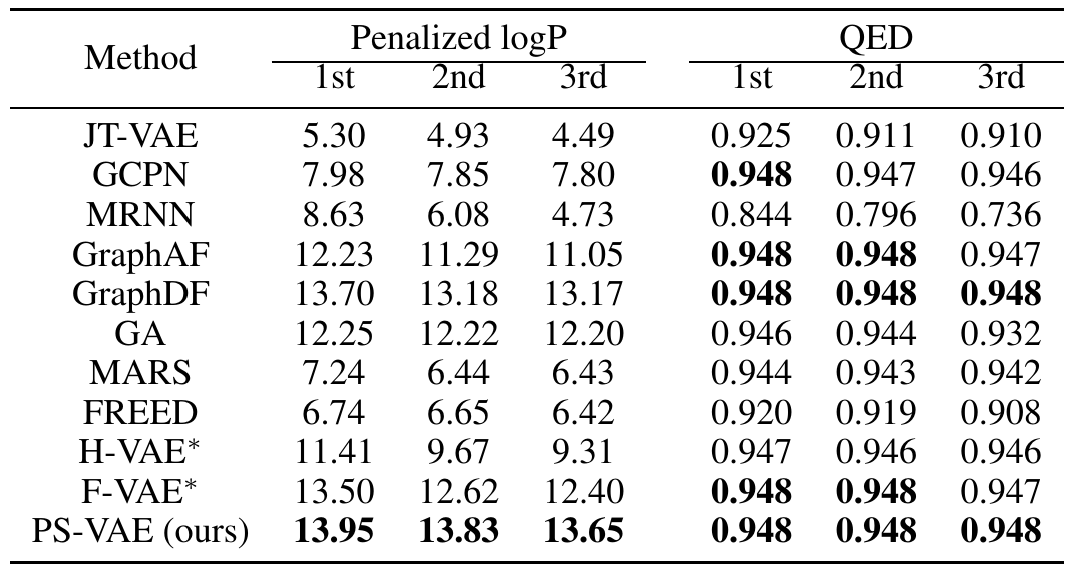 Method Penalized logP QED
1st 2nd 3rd 1st 2nd 3rd
JT-VAE 5.30 4.93 4.49 0.925 0.911 0.910
GCPN 7.98 7.85 7.80 0.948 0.947 0.946
MRNN 8.63 6.08 4.73 0.844 0.796 0.736
GraphAF 12.23 11.29 11.05 0.948 0.948 0.947
GraphDF 13.70 13.18 13.17 0.948 0.948 0.948
GA 12.25 12.22 12.20 0.946 0.944 0.932
MARS 7.24 6.44 6.43 0.944 0.943 0.942
FREED 6.74 6.65 6.42 0.920 0.919 0.908
H-VAE* 11.41 9.67 9.31 0.947 0.946 0.946
F-VAE* 13.50 12.62 12.40 0.948 0.948 0.947
PS-VAE (ours) 13.95 13.83 13.65 0.948 0.948 0.948